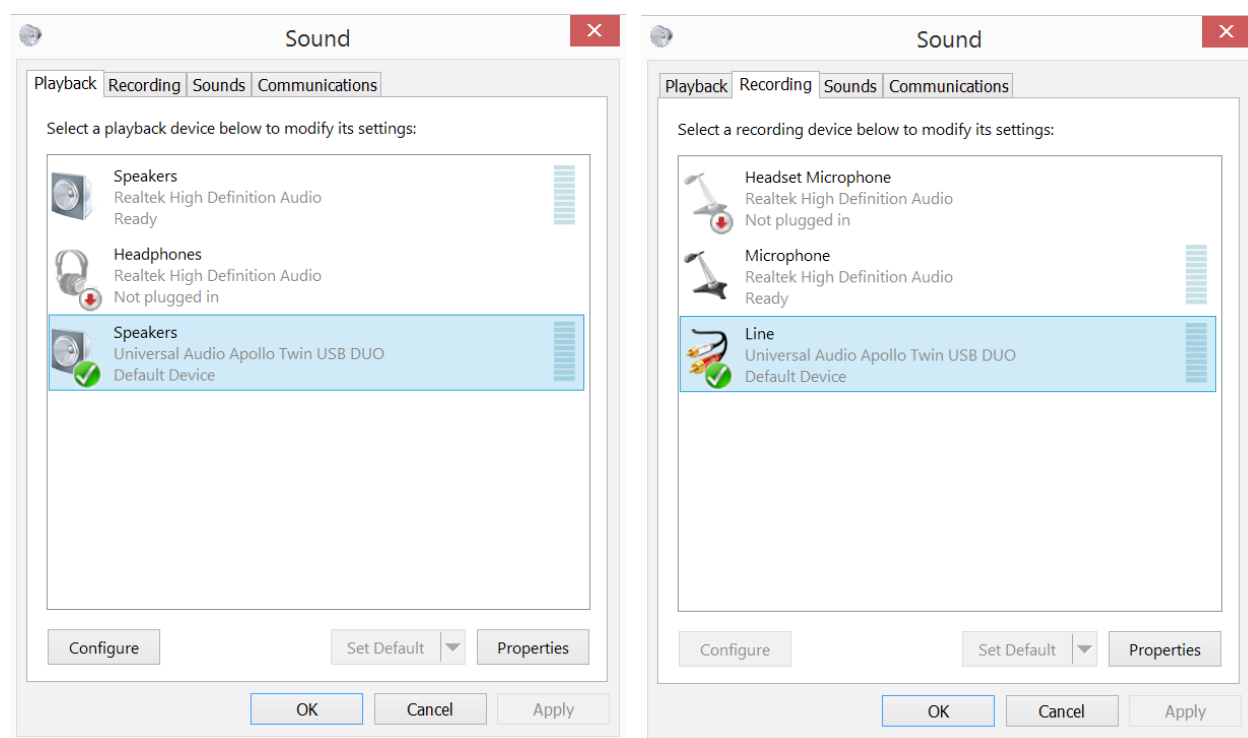 Sound
Playback Recording Sounds Communications
Select a playback device below to modify its settings:
Speakers
Realtek High Definition Audio
Ready
Headphones
Realtek High Definition Audio
Not plugged in
Speakers
Universal Audio Apollo Twin USB DUO
Default Device
Configure Set Default Properties
OK Cancel Apply
Sound
Playback Recording Sounds Communications
Select a recording device below to modify its settings:
Headset Microphone
Realtek High Definition Audio
Not plugged in
Microphone
Realtek High Definition Audio
Ready
Line
Universal Audio Apollo Twin USB DUO
Default Device
Configure Set Default Properties
OK Cancel Apply